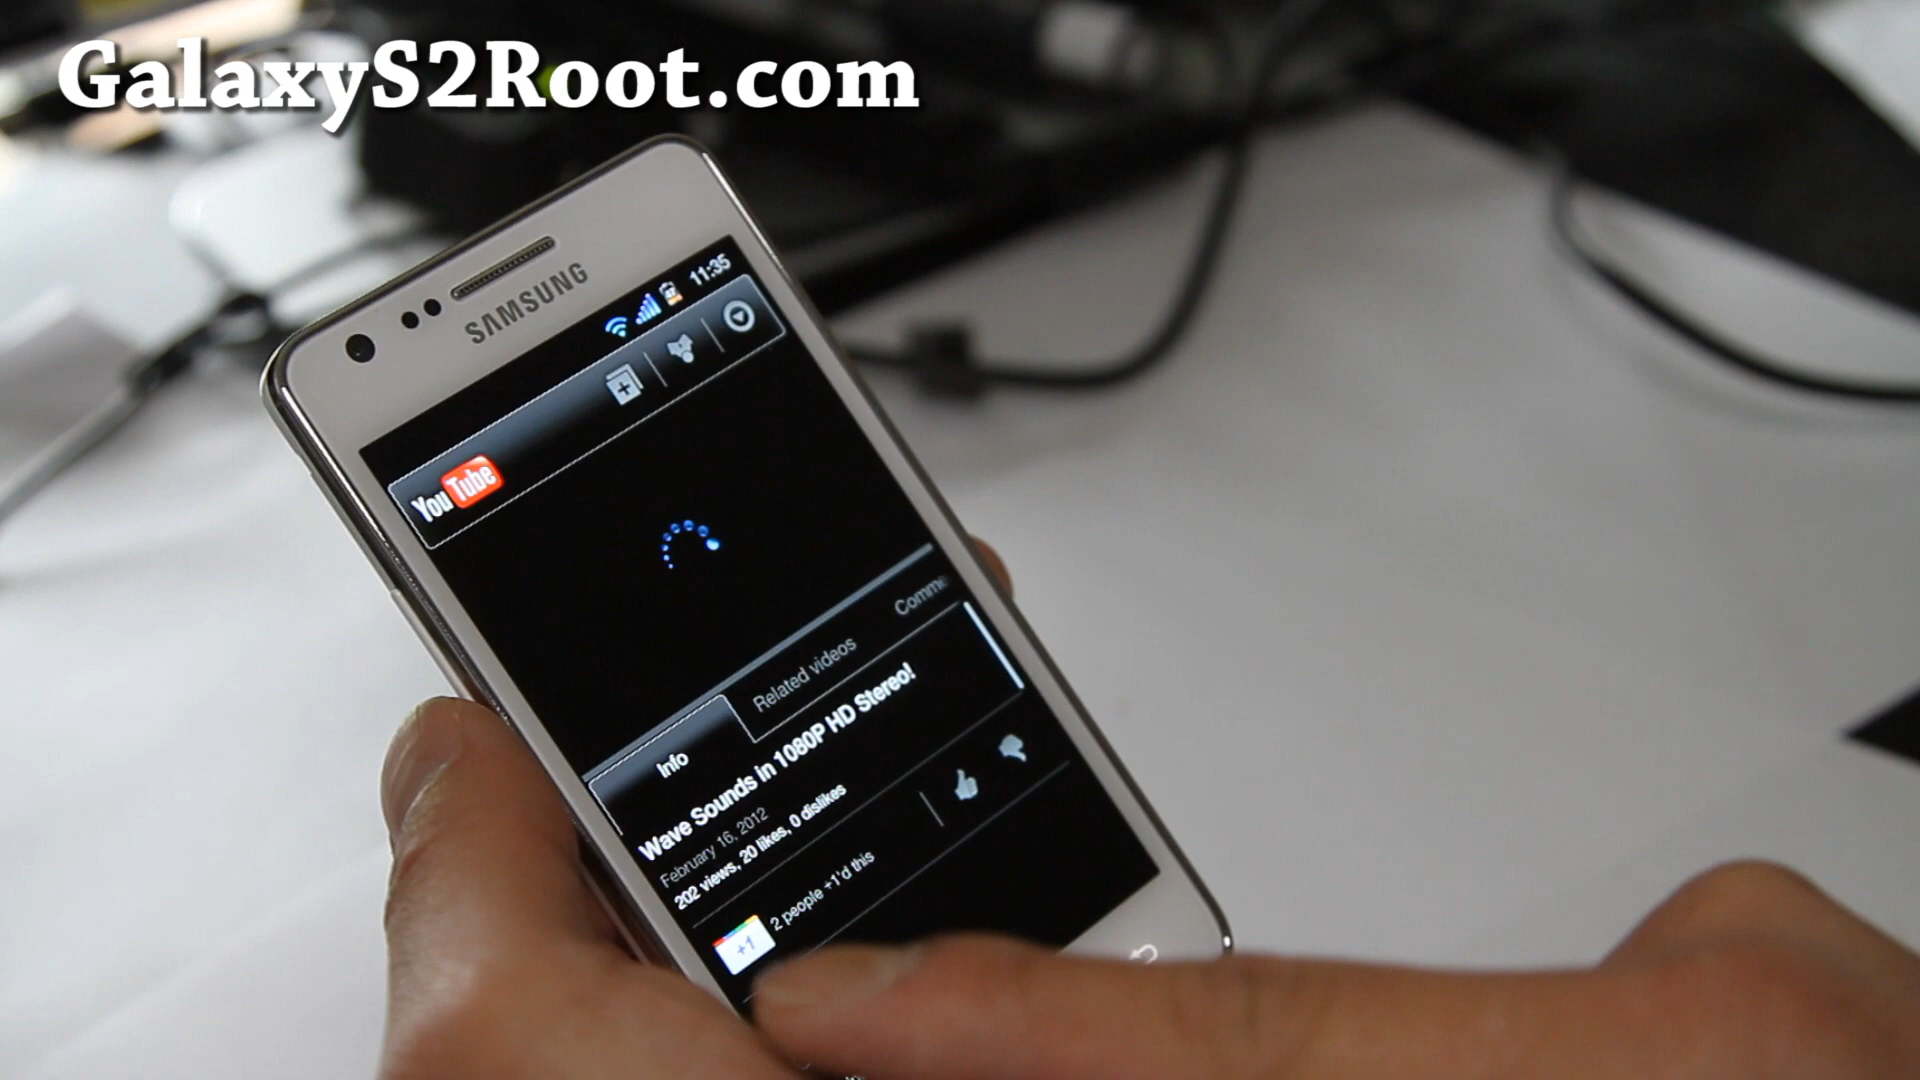 GalaxyS2Root.com
SAMSUNG
11:35
YouTube
Comme
Related videos
Info
Wave Sounds in 1080P HD Stereo!
February 16, 2012
202 views, 20 likes, 0 dislikes
+1
2 people +1'd this